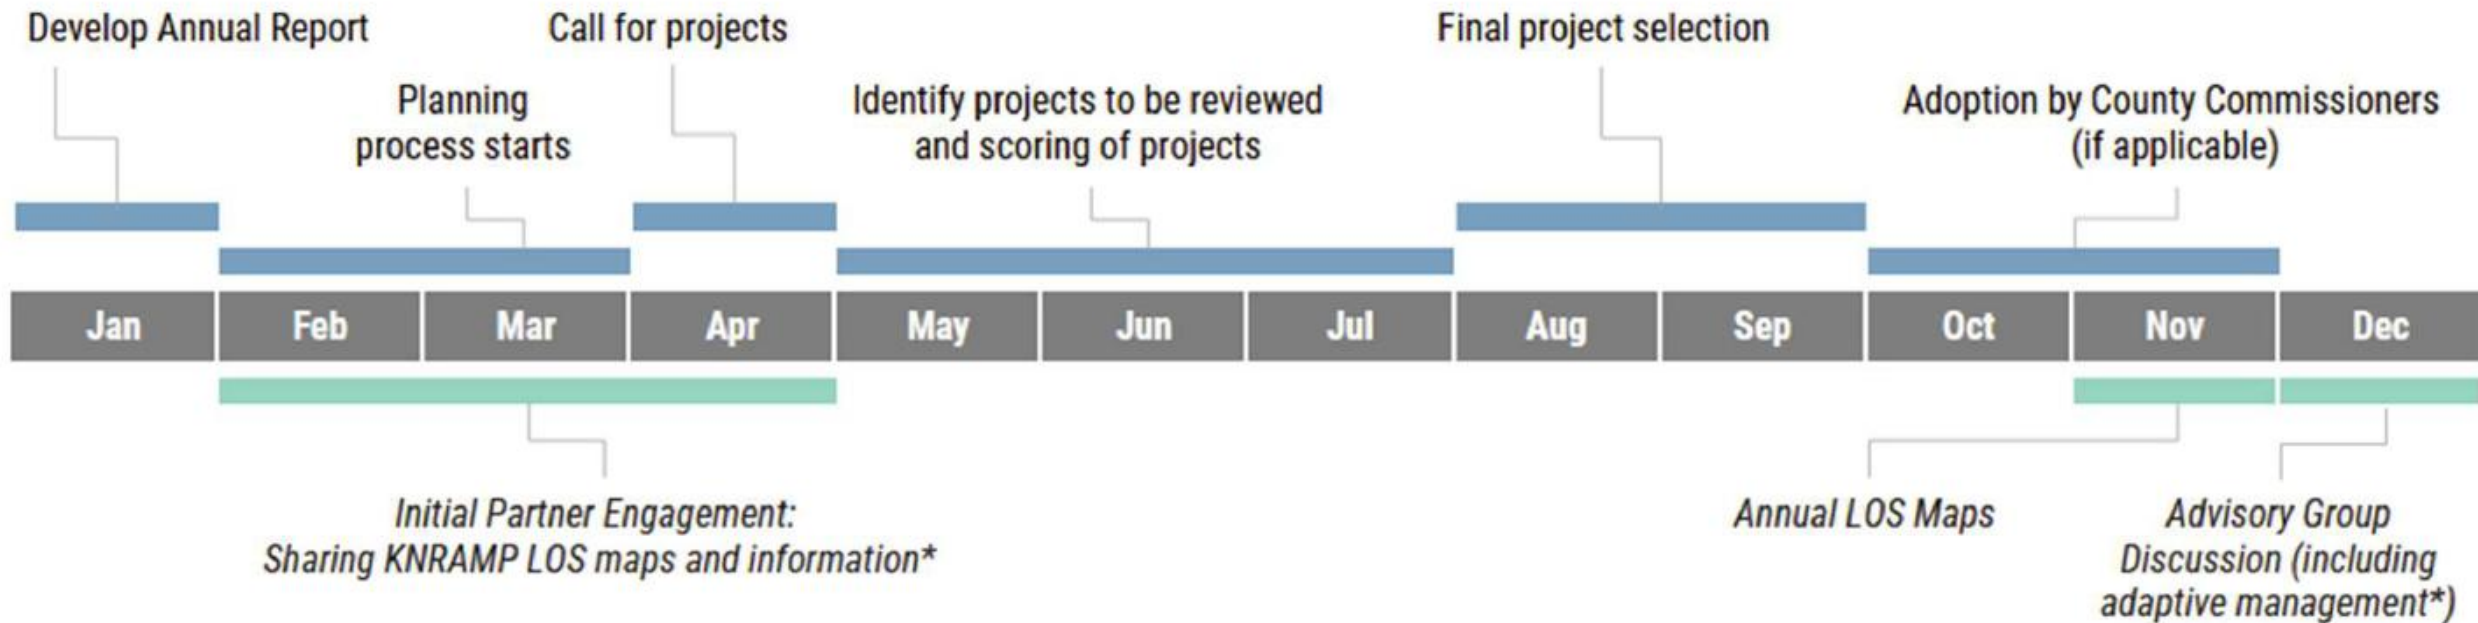 Develop Annual Report
Call for projects
Final project selection
Planning
process starts
Identify projects to be reviewed
and scoring of projects
Adoption by County Commissioners
(if applicable)
Jan
Feb
Mar
Apr
May
Jun
Jul
Aug
Sep
Oct
Nov
Dec
Initial Partner Engagement:
Sharing KNRAMP LOS maps and information*
Annual LOS Maps
Advisory Group
Discussion (including
adaptive management*)